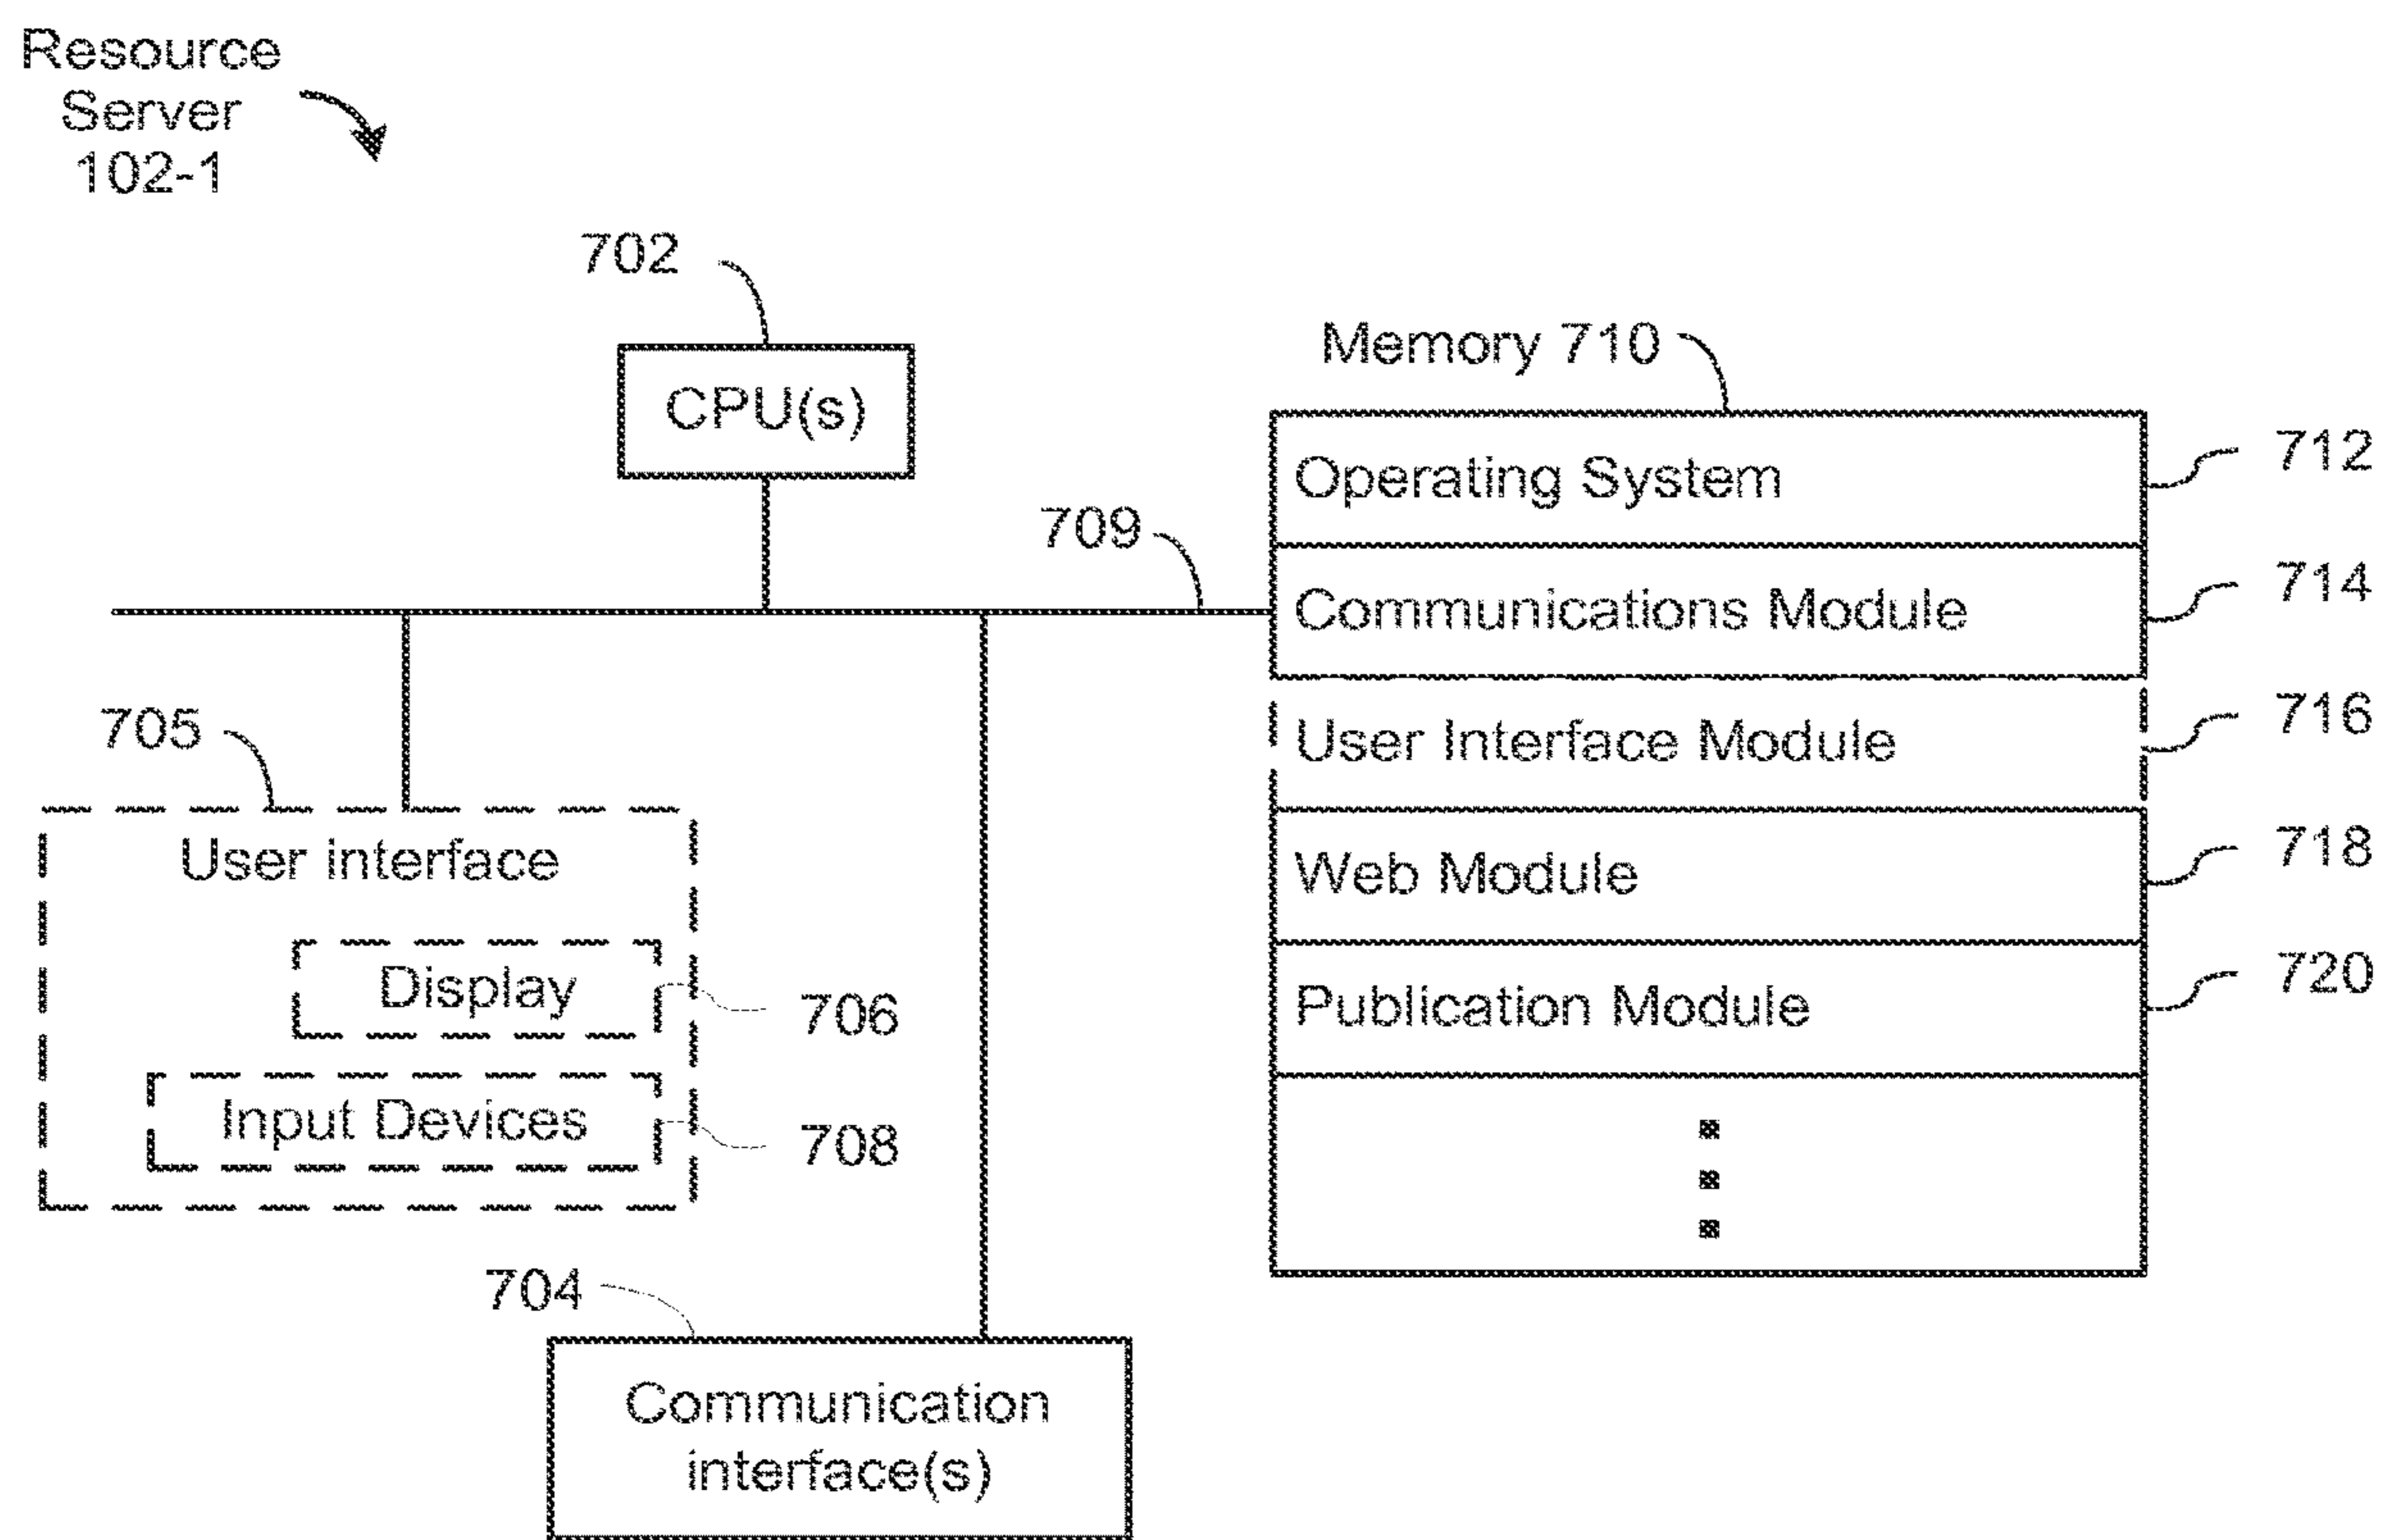 Resource
Server
102-1
702
CPU(s)
709
Memory 710
Operating System
712
Communications Module
714
User Interface Module
716
Web Module
718
Publication Module
720
705
User interface
Display
706
Input Devices
708
704
Communication
interface(s)